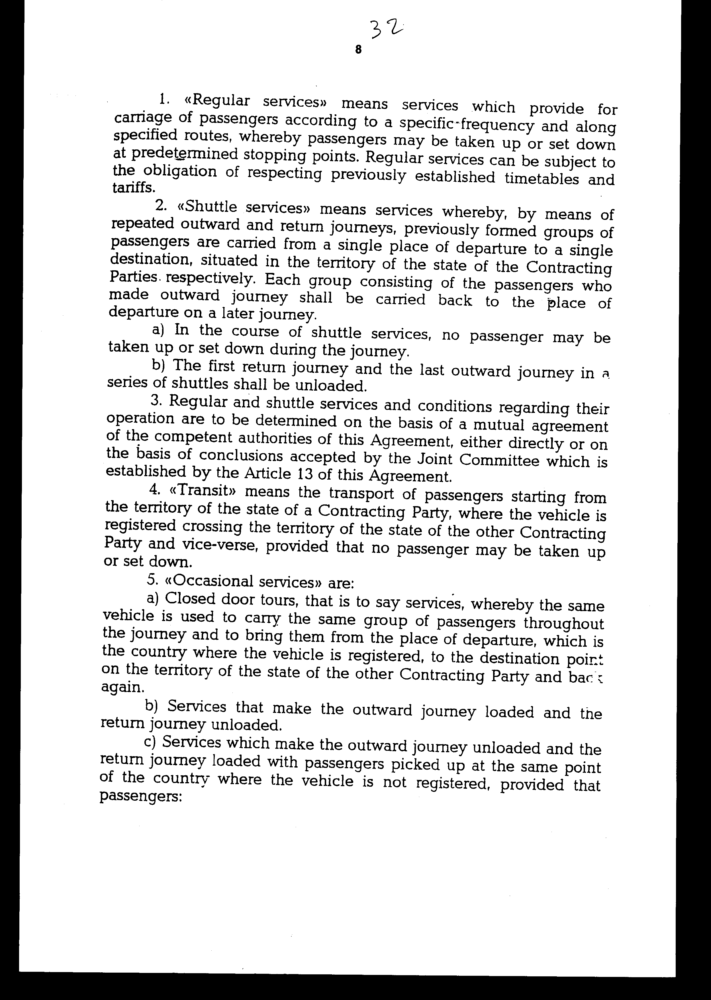 32
8
1. «Regular services» means services which provide for
carriage of passengers according to a specific frequency and along
specified routes, whereby passengers may be taken up or set down
at predetermined stopping points. Regular services can be subject to
the obligation of respecting previously established timetables and
tariffs.
2. «Shuttle services» means services whereby, by means of
repeated outward and return journeys, previously formed groups of
passengers are carried from a single place of departure to a single
destination, situated in the territory of the state of the Contracting
Parties respectively. Each group consisting of the passengers who
made outward journey shall be carried back to the place of
departure on a later journey.
a) In the course of shuttle services, no passenger may be
taken up or set down during the journey.
b) The first return journey and the last outward journey in a
series of shuttles shall be unloaded.
3. Regular and shuttle services and conditions regarding their
operation are to be determined on the basis of a mutual agreement
of the competent authorities of this Agreement, either directly or on
the basis of conclusions accepted by the Joint Committee which is
established by the Article 13 of this Agreement.
4. «Transit» means the transport of passengers starting from
the territory of the state of a Contracting Party, where the vehicle is
registered crossing the territory of the state of the other Contracting
Party and vice-verse, provided that no passenger may be taken up
or set down.
5. «Occasional services» are:
a) Closed door tours, that is to say services, whereby the same
vehicle is used to carry the same group of passengers throughout
the journey and to bring them from the place of departure, which is
the country where the vehicle is registered, to the destination point
on the territory of the state of the other Contracting Party and back
again.
b) Services that make the outward journey loaded and the
return journey unloaded.
c) Services which make the outward journey unloaded and the
return journey loaded with passengers picked up at the same point
of the country where the vehicle is not registered, provided that
passengers: